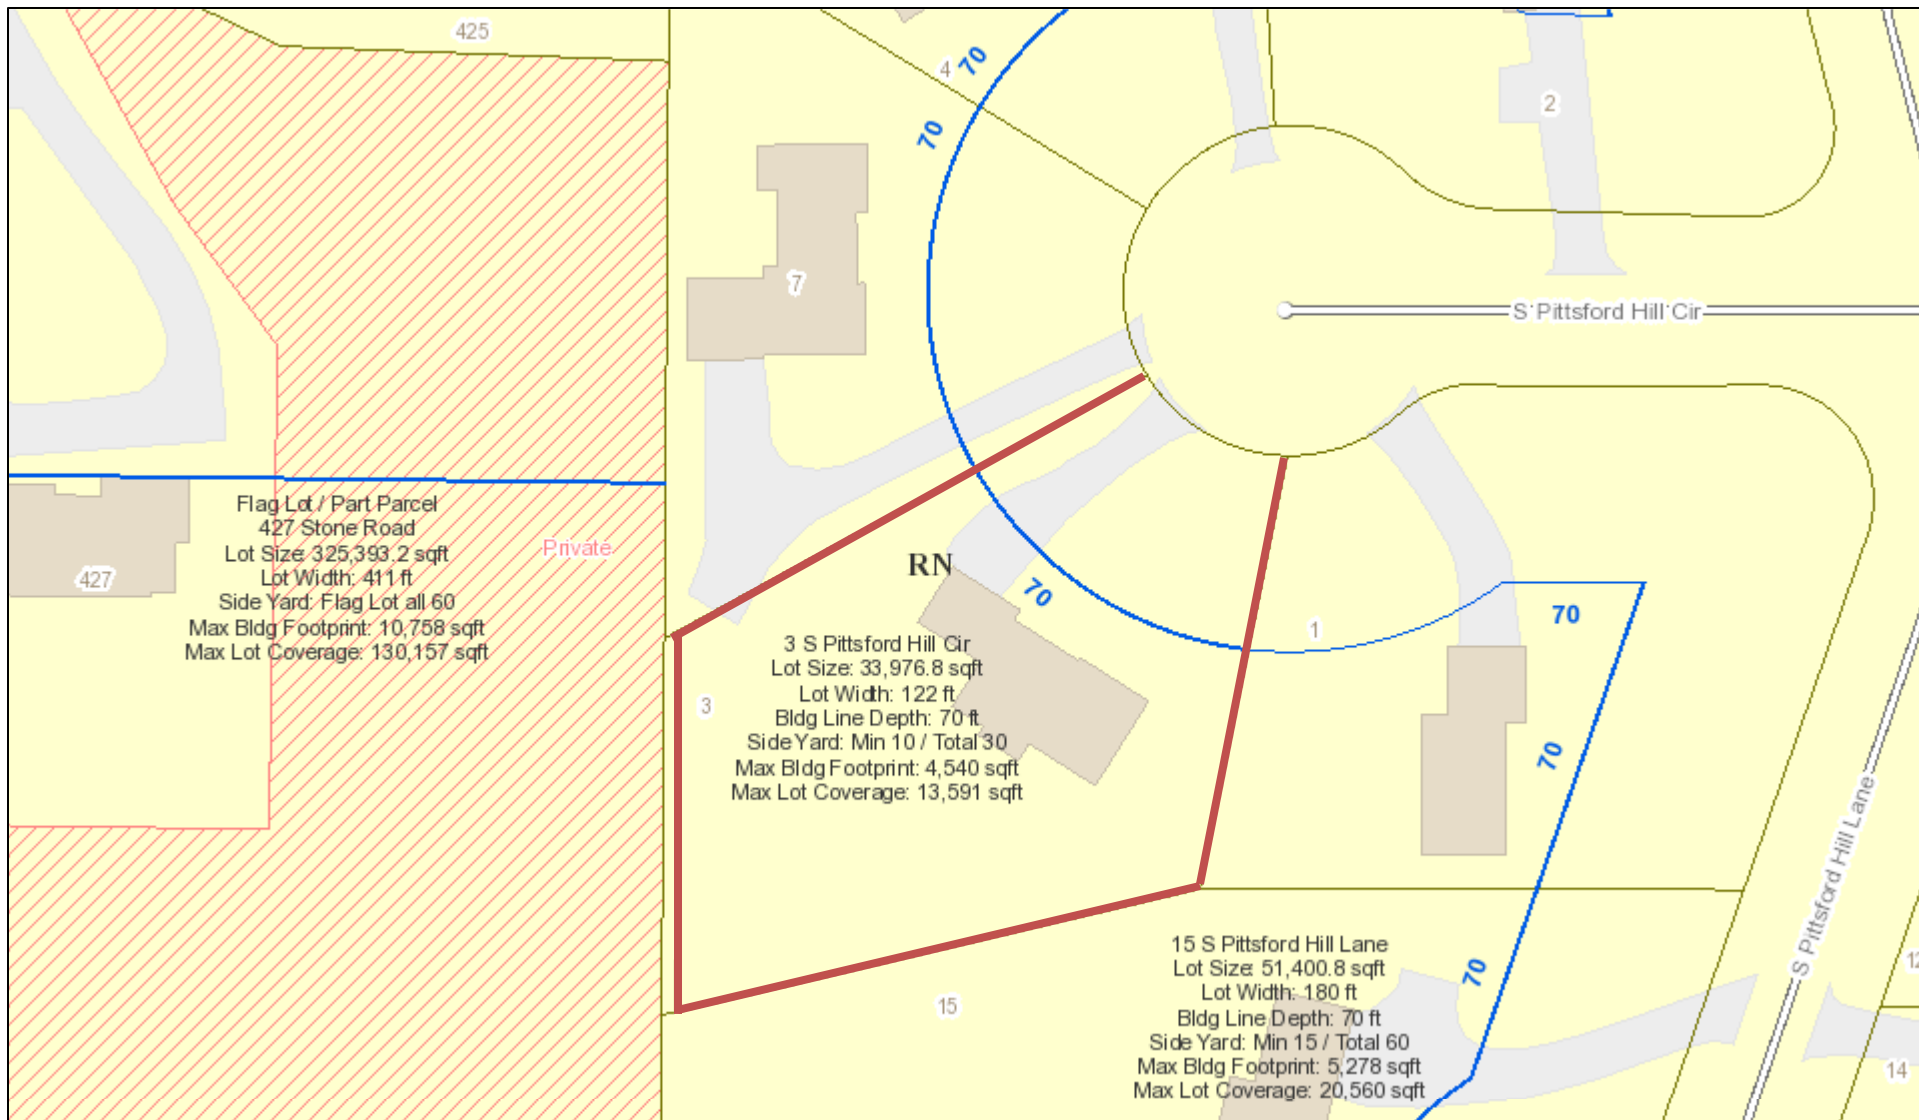 425
4
70
70
2
7
S Pittsford Hill Cir
Flag Lot / Part Parcel
427 Stone Road
Lot Size: 325,393.2 sqft
Lot Width: 411 ft
Side Yard: Flag Lot all 60
Max Bldg Footprint: 10,758 sqft
Max Lot Coverage: 130,157 sqft
427
Private
RN
70
1
70
3 S Pittsford Hill Cir
Lot Size: 33,976.8 sqft
Lot Width: 122 ft
Bldg Line Depth: 70 ft
Side Yard: Min 10 / Total 30
Max Bldg Footprint: 4,540 sqft
Max Lot Coverage: 13,591 sqft
3
70
S Pittsford Hill Lane
15 S Pittsford Hill Lane
Lot Size: 51,400.8 sqft
Lot Width: 180 ft
Bldg Line Depth: 70 ft
Side Yard: Min 15 / Total 60
Max Bldg Footprint: 5,278 sqft
Max Lot Coverage: 20,560 sqft
70
15
14